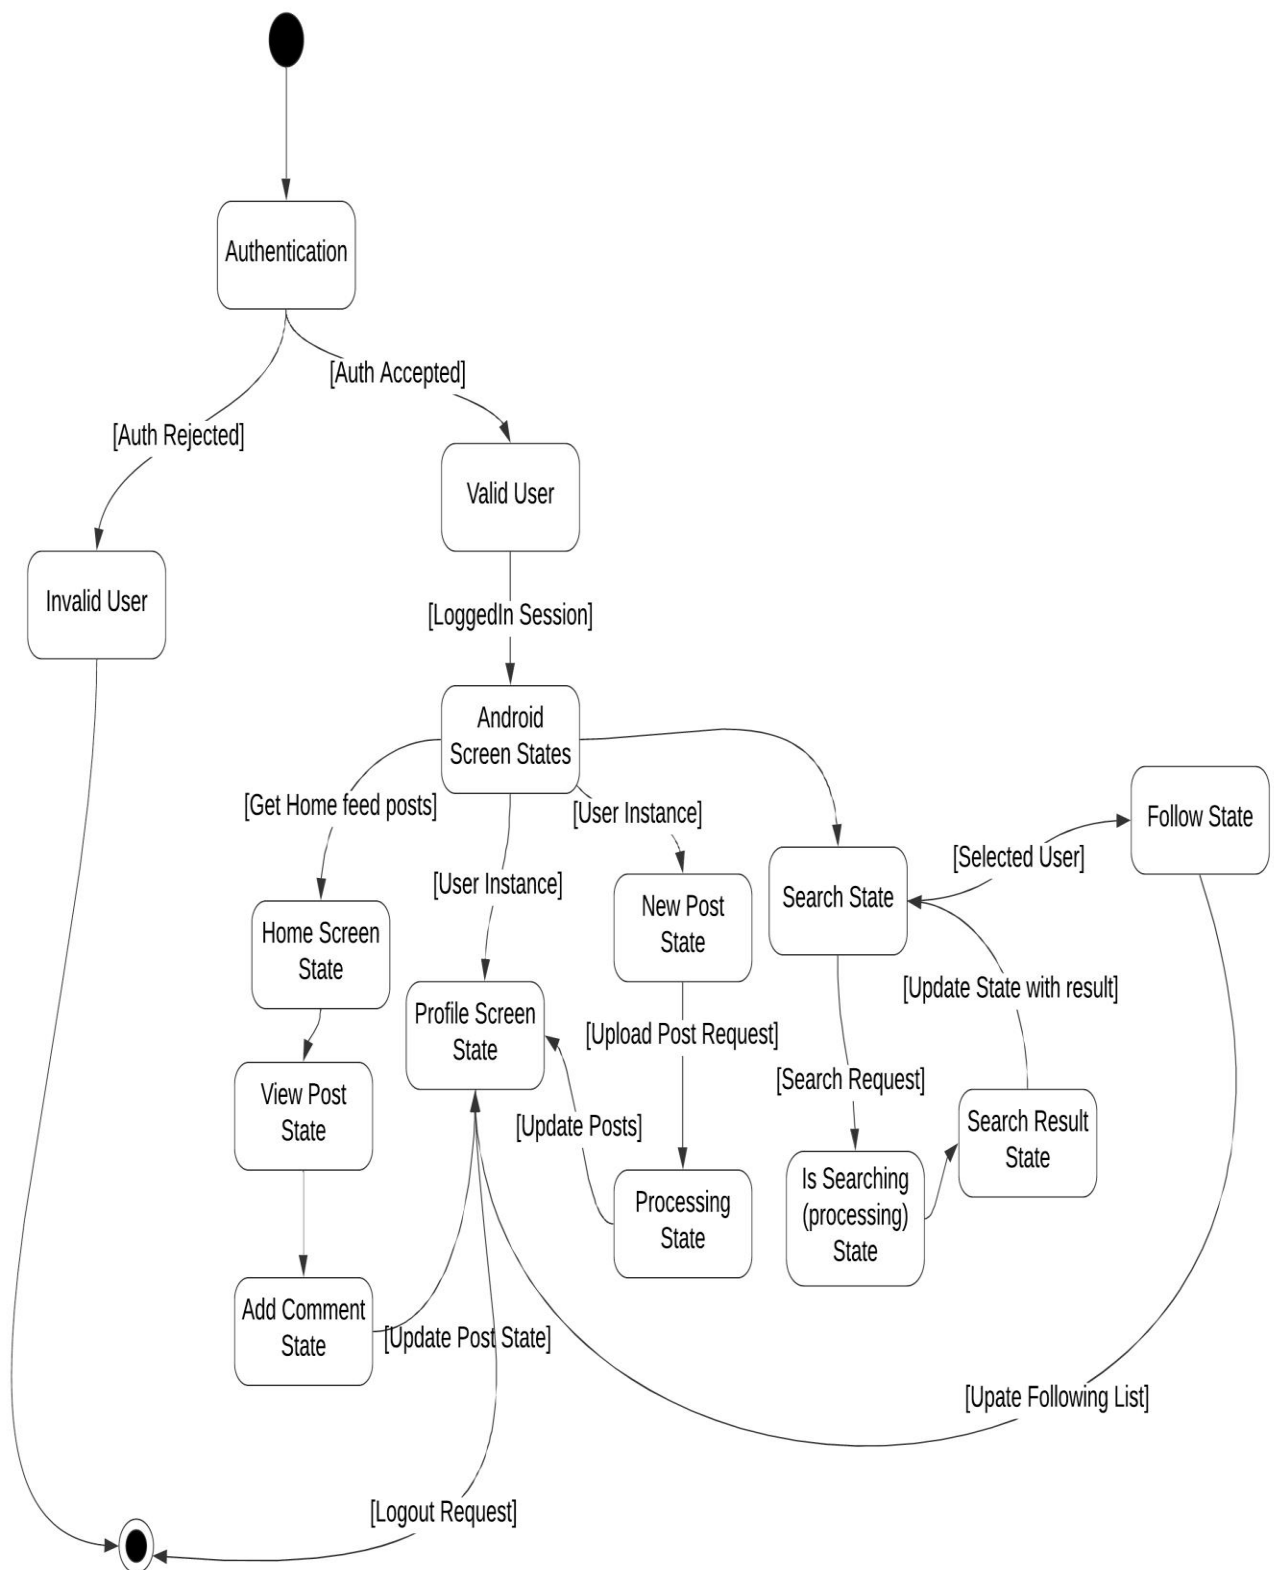 Authentication
[Auth Accepted]
[Auth Rejected]
Valid User
Invalid User
[LoggedIn Session]
Android
Screen States
[Get Home feed posts]
[User Instance]
Follow State
[Selected User]
[User Instance]
Search State
New Post
State
Home Screen
State
[Update State with result]
Profile Screen
State
[Upload Post Request]
[Search Request]
View Post
State
[Update Posts]
Search Result
State
Processing
State
Is Searching
(processing)
State
Add Comment
State
[Update Post State]
[Upate Following List]
[Logout Request]